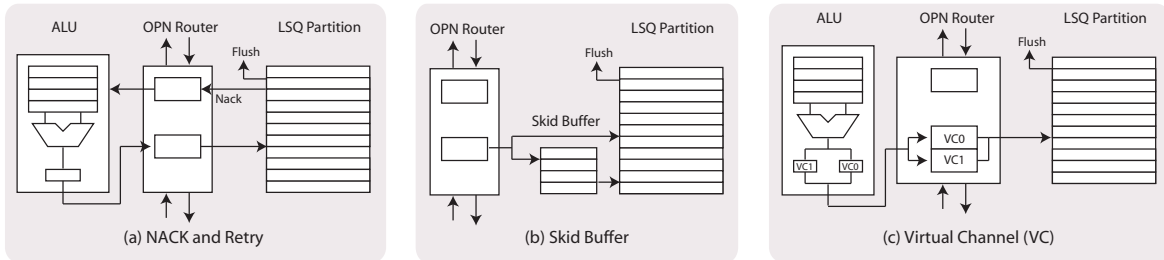 ALU
OPN Router
LSQ Partition
Flush
Nack
(a) NACK and Retry
OPN Router
LSQ Partition
Flush
Skid Buffer
(b) Skid Buffer
ALU
OPN Router
LSQ Partition
Flush
VC1
VC0
VC0
VC1
(c) Virtual Channel (VC)